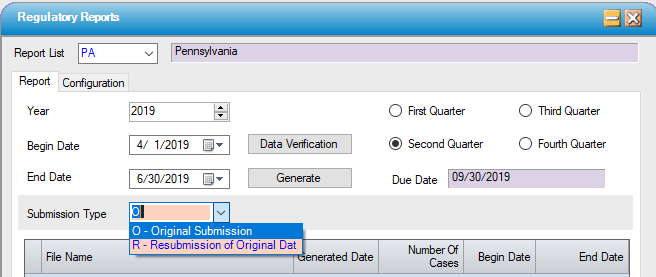 Regulatory Reports
Report List PA Pennsylvania
Report Configuration
Year 2019 First Quarter Third Quarter
Begin Date 4/ 1/2019 Data Verification Second Quarter Fourth Quarter
End Date 6/30/2019 Generate Due Date 09/30/2019
Submission Type O
O - Original Submission
R - Resubmission of Original Dat
File Name Generated Date Number Of Cases Begin Date End Date